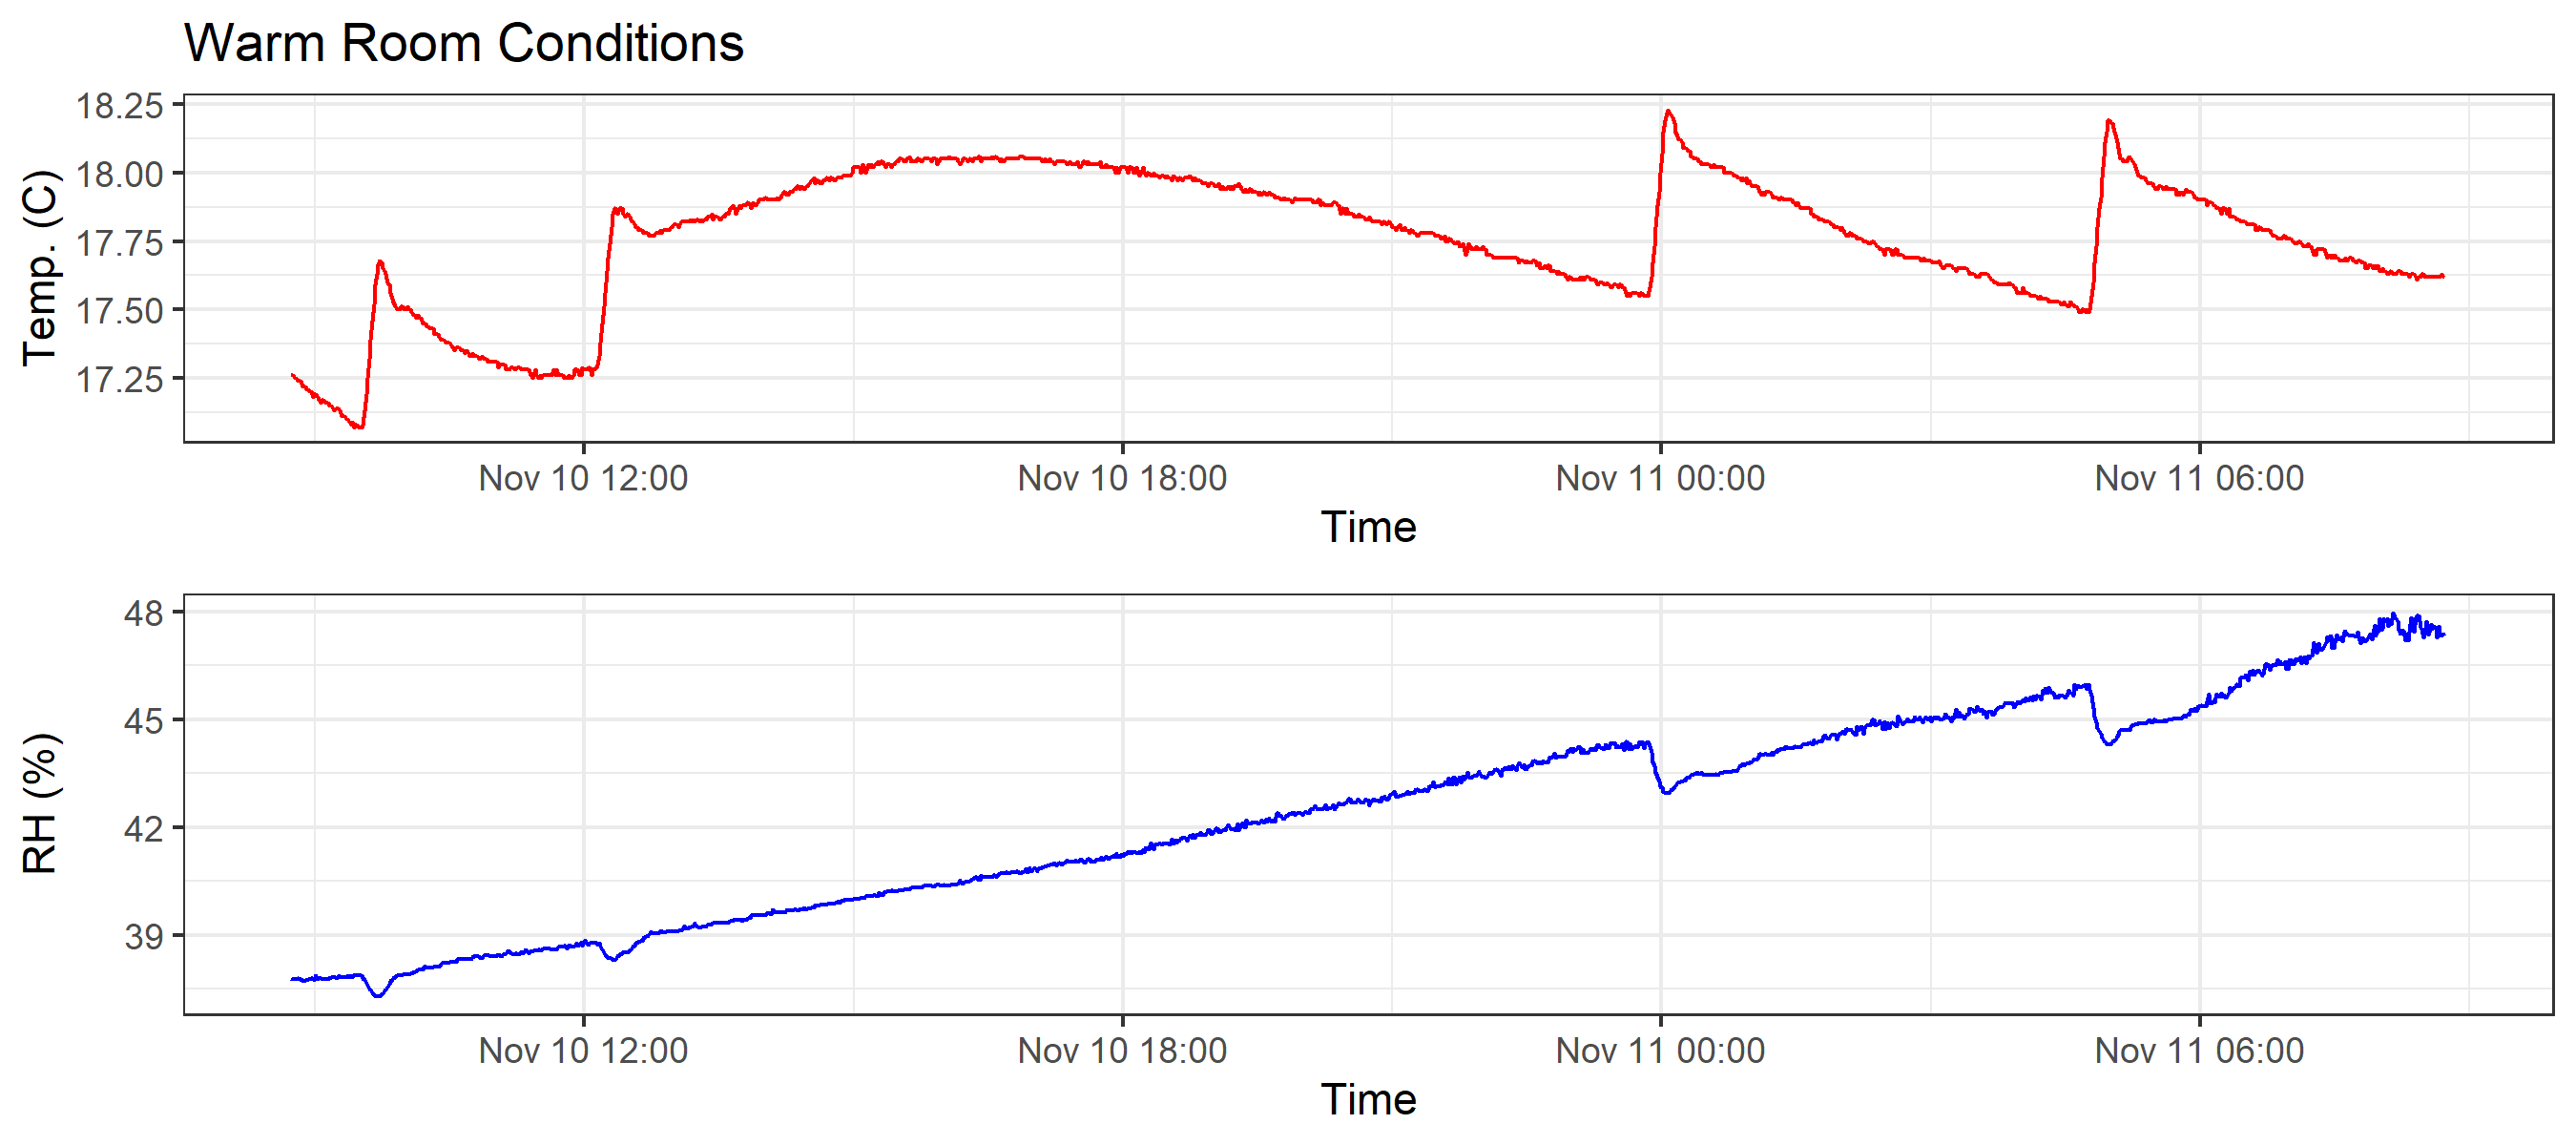 Warm Room Conditions
18.25
18.00
17.75
17.50
17.25
Temp. (C)
Nov 10 12:00 Nov 10 18:00 Nov 11 00:00 Nov 11 06:00
Time
48
45
42
39
RH (%)
Nov 10 12:00 Nov 10 18:00 Nov 11 00:00 Nov 11 06:00
Time